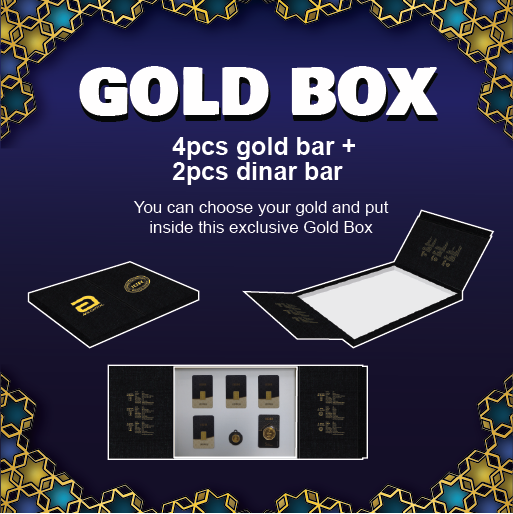 GOLD BOX
4pcs gold bar +
2pcs dinar bar
You can choose your gold and put
inside this exclusive Gold Box